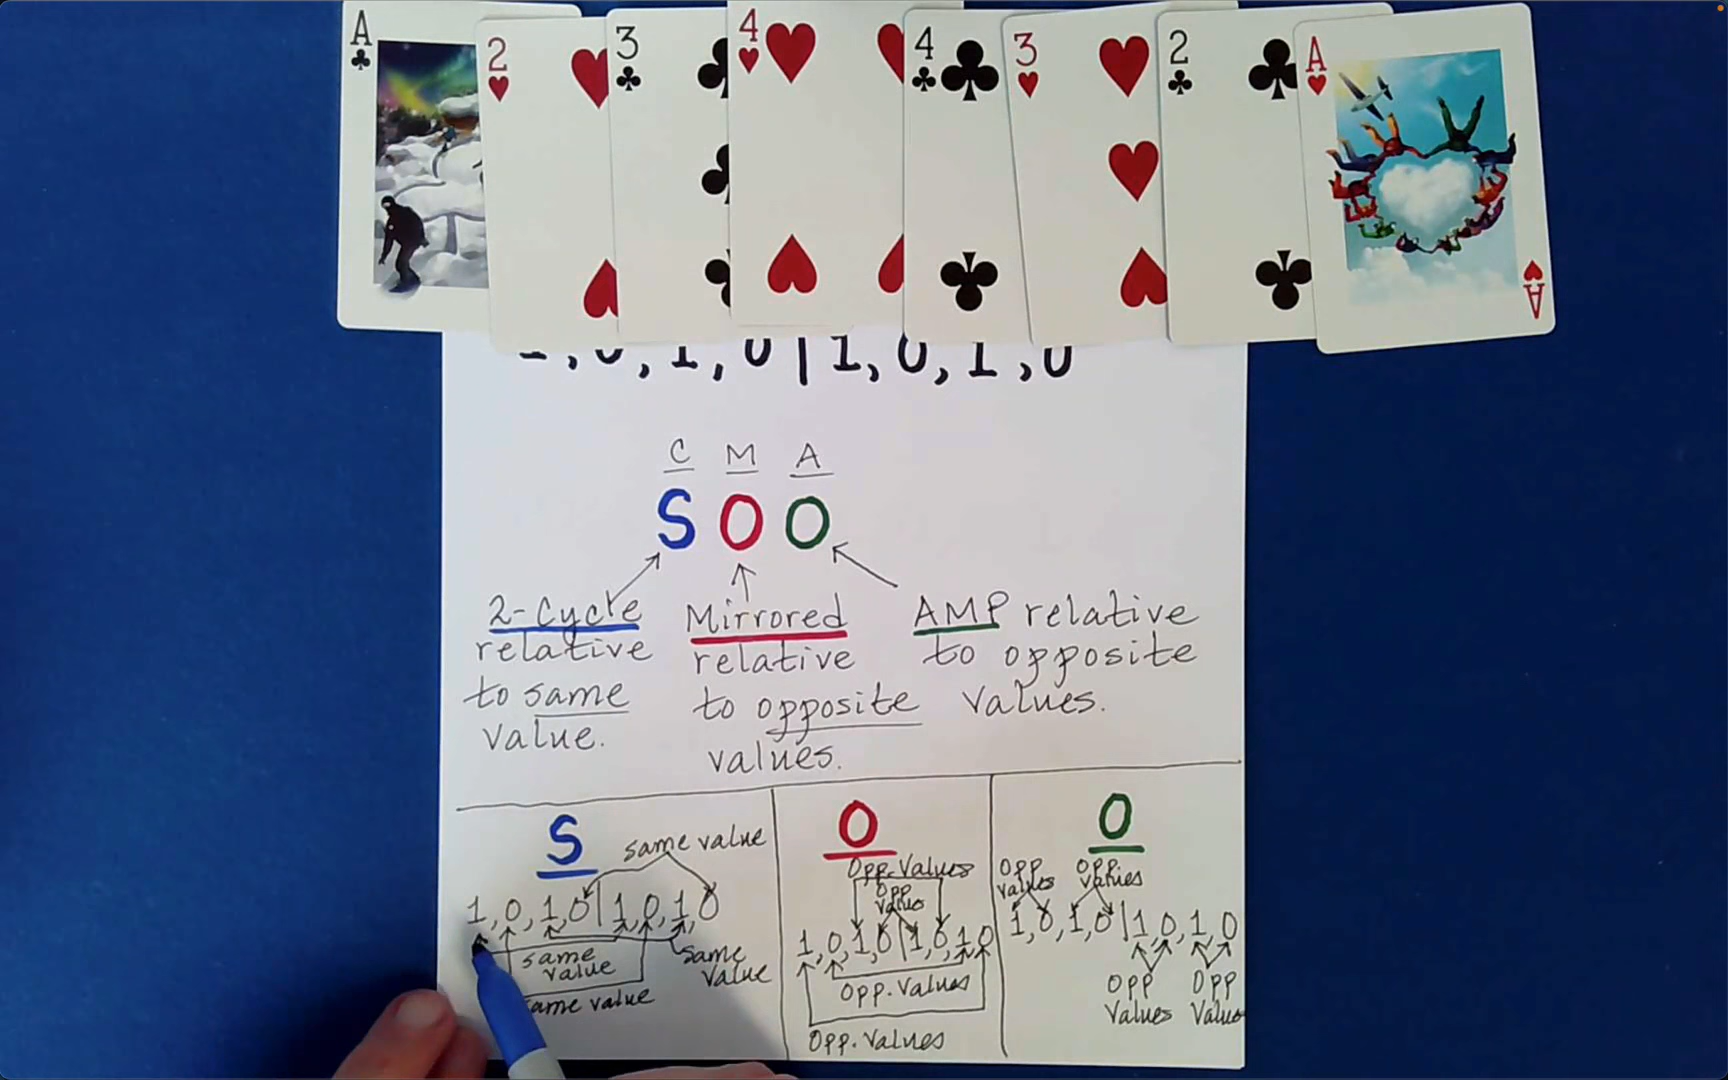 A 2 3 4 4 3 2 A
A
1, 0, 1, 0 | 1, 0, 1, 0
C M A
S O O
2-Cycle
relative
to same
value.
Mirrored
relative
to opposite
values.
AMP relative
to opposite
values.
S
same value
1, 0, 1, 0 | 1, 0, 1, 0
same
value
same
value
same value
O
Opp. Values
Opp
Value
1, 0, 1, 0 | 1, 0, 1, 0
Opp. Values
Opp. Values
O
Opp
Values
Opp.
Values
1, 0, 1, 0 | 1, 0, 1, 0
Opp
Values
Opp
Value